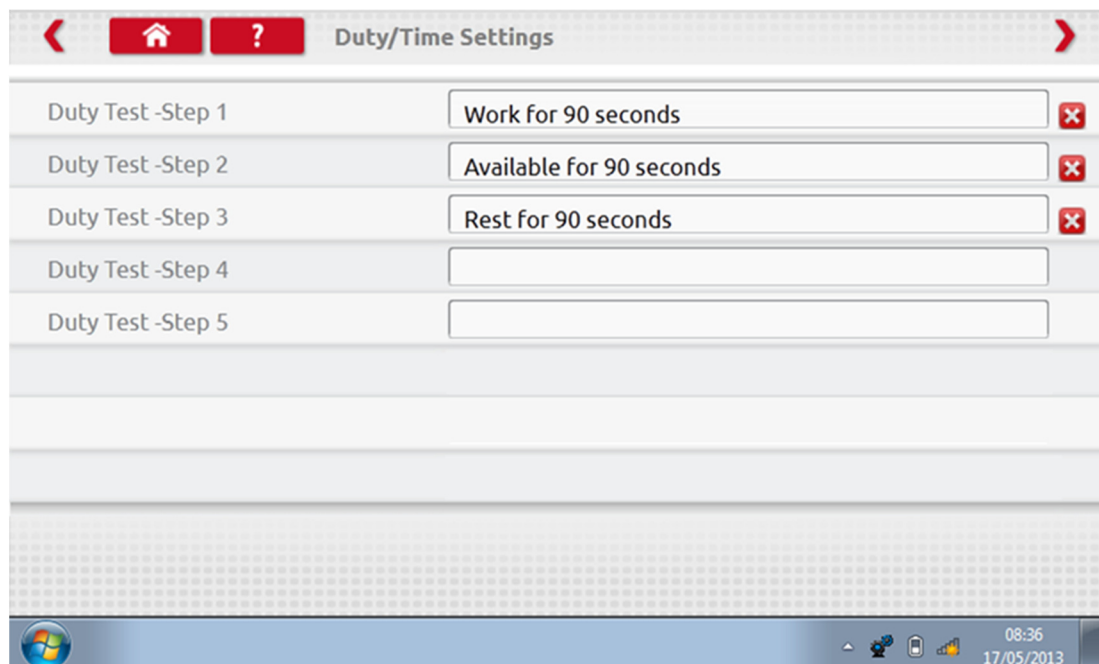 ? Duty/Time Settings
Duty Test -Step 1 Work for 90 seconds
Duty Test -Step 2 Available for 90 seconds
Duty Test -Step 3 Rest for 90 seconds
Duty Test -Step 4
Duty Test -Step 5
08:36
17/05/2013